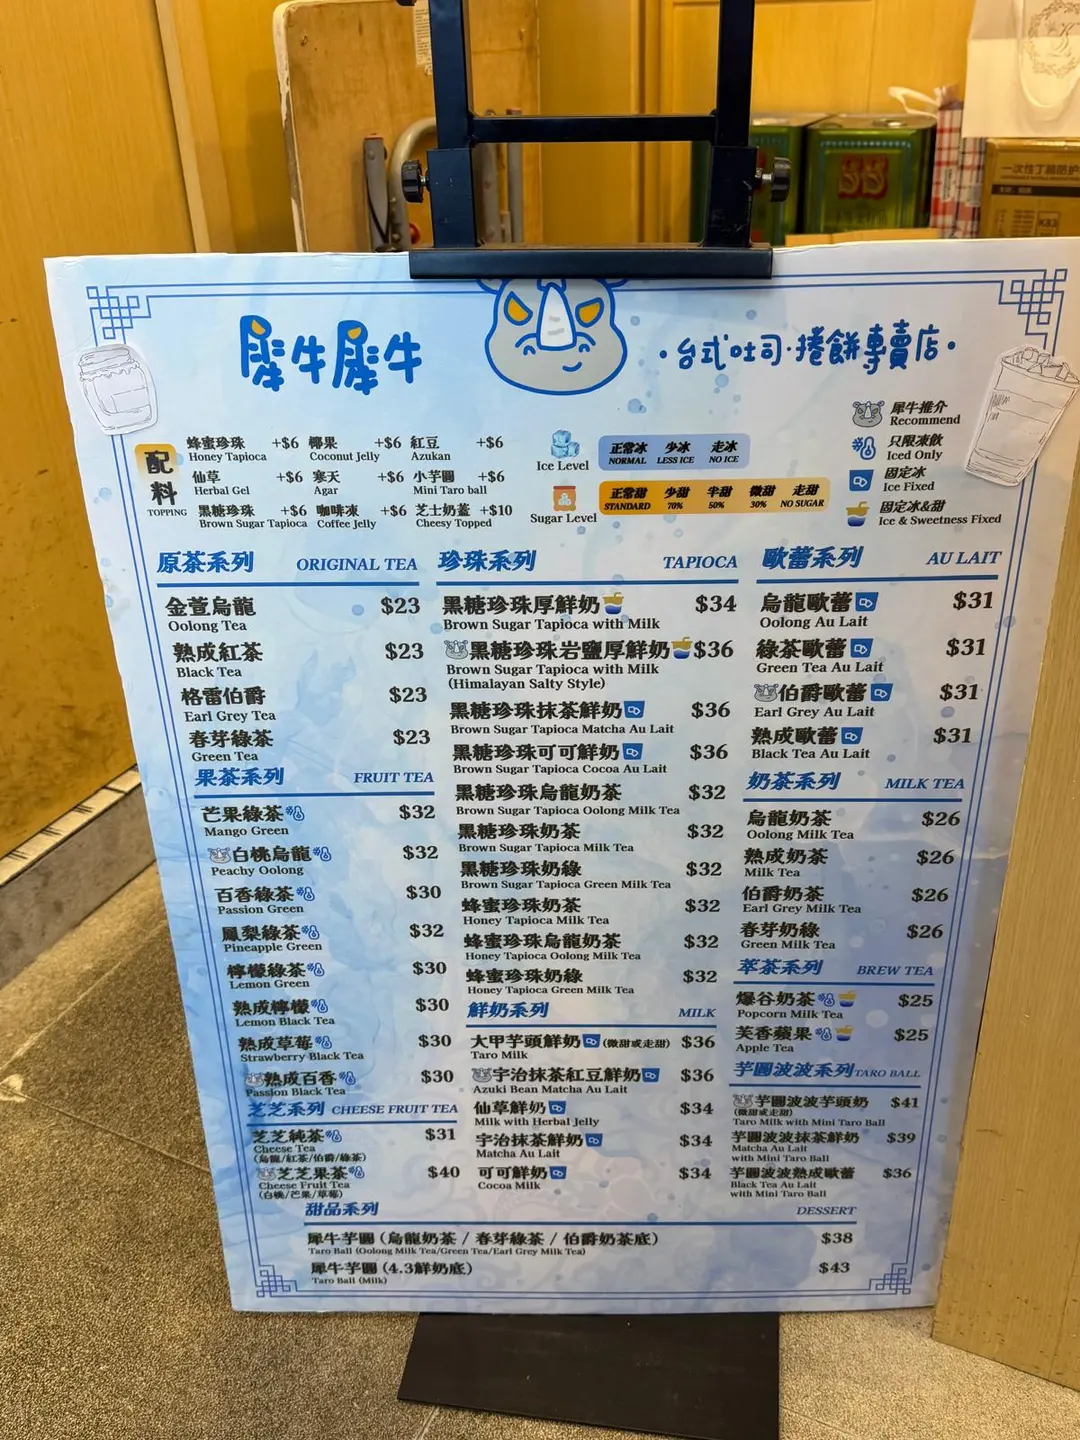 一次性丁腈防护
K83
犀牛犀牛
·台式吐司·捲餅專賣店·
犀牛推介
Recommend
只限凍飲
Iced Only
固定冰
Ice Fixed
固定冰&甜
Ice & Sweetness Fixed
配料
TOPPING
蜂蜜珍珠 +$6 椰果 +$6 紅豆 +$6
Honey Tapioca Coconut Jelly Azukan
仙草 +$6 寒天 +$6 小芋圓 +$6
Herbal Gel Agar Mini Taro ball
黑糖珍珠 +$6 咖啡凍 +$6 芝士奶蓋 +$10
Brown Sugar Tapioca Coffee Jelly Cheesy Topped
Ice Level
正常冰 少冰 走冰
NORMAL LESS ICE NO ICE
Sugar Level
正常甜 少甜 半甜 微甜 走甜
STANDARD 70% 50% 30% NO SUGAR
原茶系列 ORIGINAL TEA
金萱烏龍 $23
Oolong Tea
熟成紅茶 $23
Black Tea
格雷伯爵 $23
Earl Grey Tea
春芽綠茶 $23
Green Tea
果茶系列 FRUIT TEA
芒果綠茶 $32
Mango Green
白桃烏龍 $32
Peachy Oolong
百香綠茶 $30
Passion Green
鳳梨綠茶 $32
Pineapple Green
檸檬綠茶 $30
Lemon Green
熟成檸檬 $30
Lemon Black Tea
熟成草莓 $30
Strawberry Black Tea
熟成百香 $30
Passion Black Tea
芝芝系列 CHEESE FRUIT TEA
芝芝純茶 $31
Cheese Tea
(烏龍/紅茶/伯爵/綠茶)
芝芝果茶 $40
Cheese Fruit Tea
(白桃/芒果/草莓)
珍珠系列 TAPIOCA
黑糖珍珠厚鮮奶 $34
Brown Sugar Tapioca with Milk
黑糖珍珠岩鹽厚鮮奶 $36
Brown Sugar Tapioca with Milk
(Himalayan Salty Style)
黑糖珍珠抹茶鮮奶 $36
Brown Sugar Tapioca Matcha Au Lait
黑糖珍珠可可鮮奶 $36
Brown Sugar Tapioca Cocoa Au Lait
黑糖珍珠烏龍奶茶 $32
Brown Sugar Tapioca Oolong Milk Tea
黑糖珍珠奶茶 $32
Brown Sugar Tapioca Milk Tea
黑糖珍珠奶綠 $32
Brown Sugar Tapioca Green Milk Tea
蜂蜜珍珠奶茶 $32
Honey Tapioca Milk Tea
蜂蜜珍珠烏龍奶茶 $32
Honey Tapioca Oolong Milk Tea
蜂蜜珍珠奶綠 $32
Honey Tapioca Green Milk Tea
鮮奶系列 MILK
大甲芋頭鮮奶 (微甜或走甜) $36
Taro Milk
宇治抹茶紅豆鮮奶 $36
Azuki Bean Matcha Au Lait
仙草鮮奶 $34
Milk with Herbal Jelly
宇治抹茶鮮奶 $34
Matcha Au Lait
可可鮮奶 $34
Cocoa Milk
歐蕾系列 AU LAIT
烏龍歐蕾 $31
Oolong Au Lait
綠茶歐蕾 $31
Green Tea Au Lait
伯爵歐蕾 $31
Earl Grey Au Lait
熟成歐蕾 $31
Black Tea Au Lait
奶茶系列 MILK TEA
烏龍奶茶 $26
Oolong Milk Tea
熟成奶茶 $26
Milk Tea
伯爵奶茶 $26
Earl Grey Milk Tea
春芽奶綠 $26
Green Milk Tea
萃茶系列 BREW TEA
爆谷奶茶 $25
Popcorn Milk Tea
芙香蘋果 $25
Apple Tea
芋圓波波系列 TARO BALL
芋圓波波芋頭奶 $41
(微甜或走甜)
Taro Milk with Mini Taro Ball
芋圓波波抹茶鮮奶 $39
Matcha Au Lait
with Mini Taro Ball
芋圓波波熟成歐蕾 $36
Black Tea Au Lait
with Mini Taro Ball
甜品系列 DESSERT
犀牛芋圓 (烏龍奶茶 / 春芽綠茶 / 伯爵奶茶底) $38
Taro Ball (Oolong Milk Tea/Green Tea/Earl Grey Milk Tea)
犀牛芋圓 (4.3鮮奶底) $43
Taro Ball (Milk)